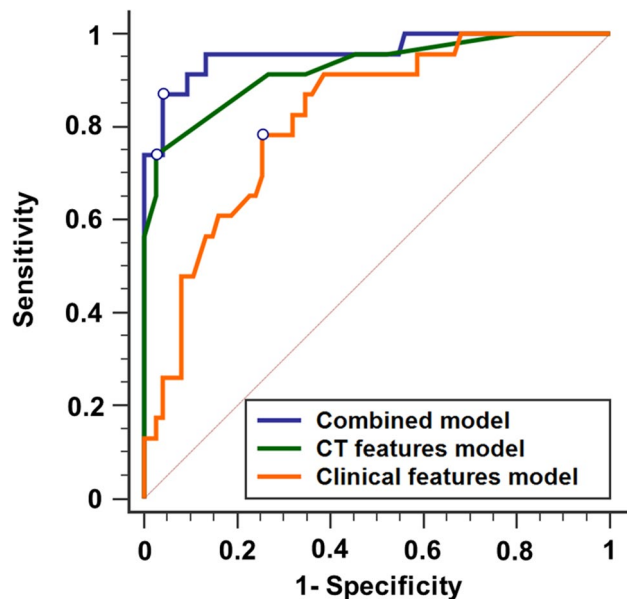 1
0.8
0.6
0.4
0.2
0
Sensitivity
Combined model
CT features model
Clinical features model
0 0.2 0.4 0.6 0.8 1
1- Specificity